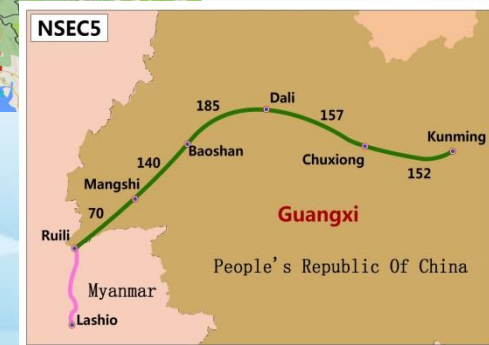 NSEC5
Dali
185
157
Kunming
Baoshan
Chuxiong
140
152
Mangshi
70
Guangxi
Ruili
People's Republic Of China
Myanmar
Lashio